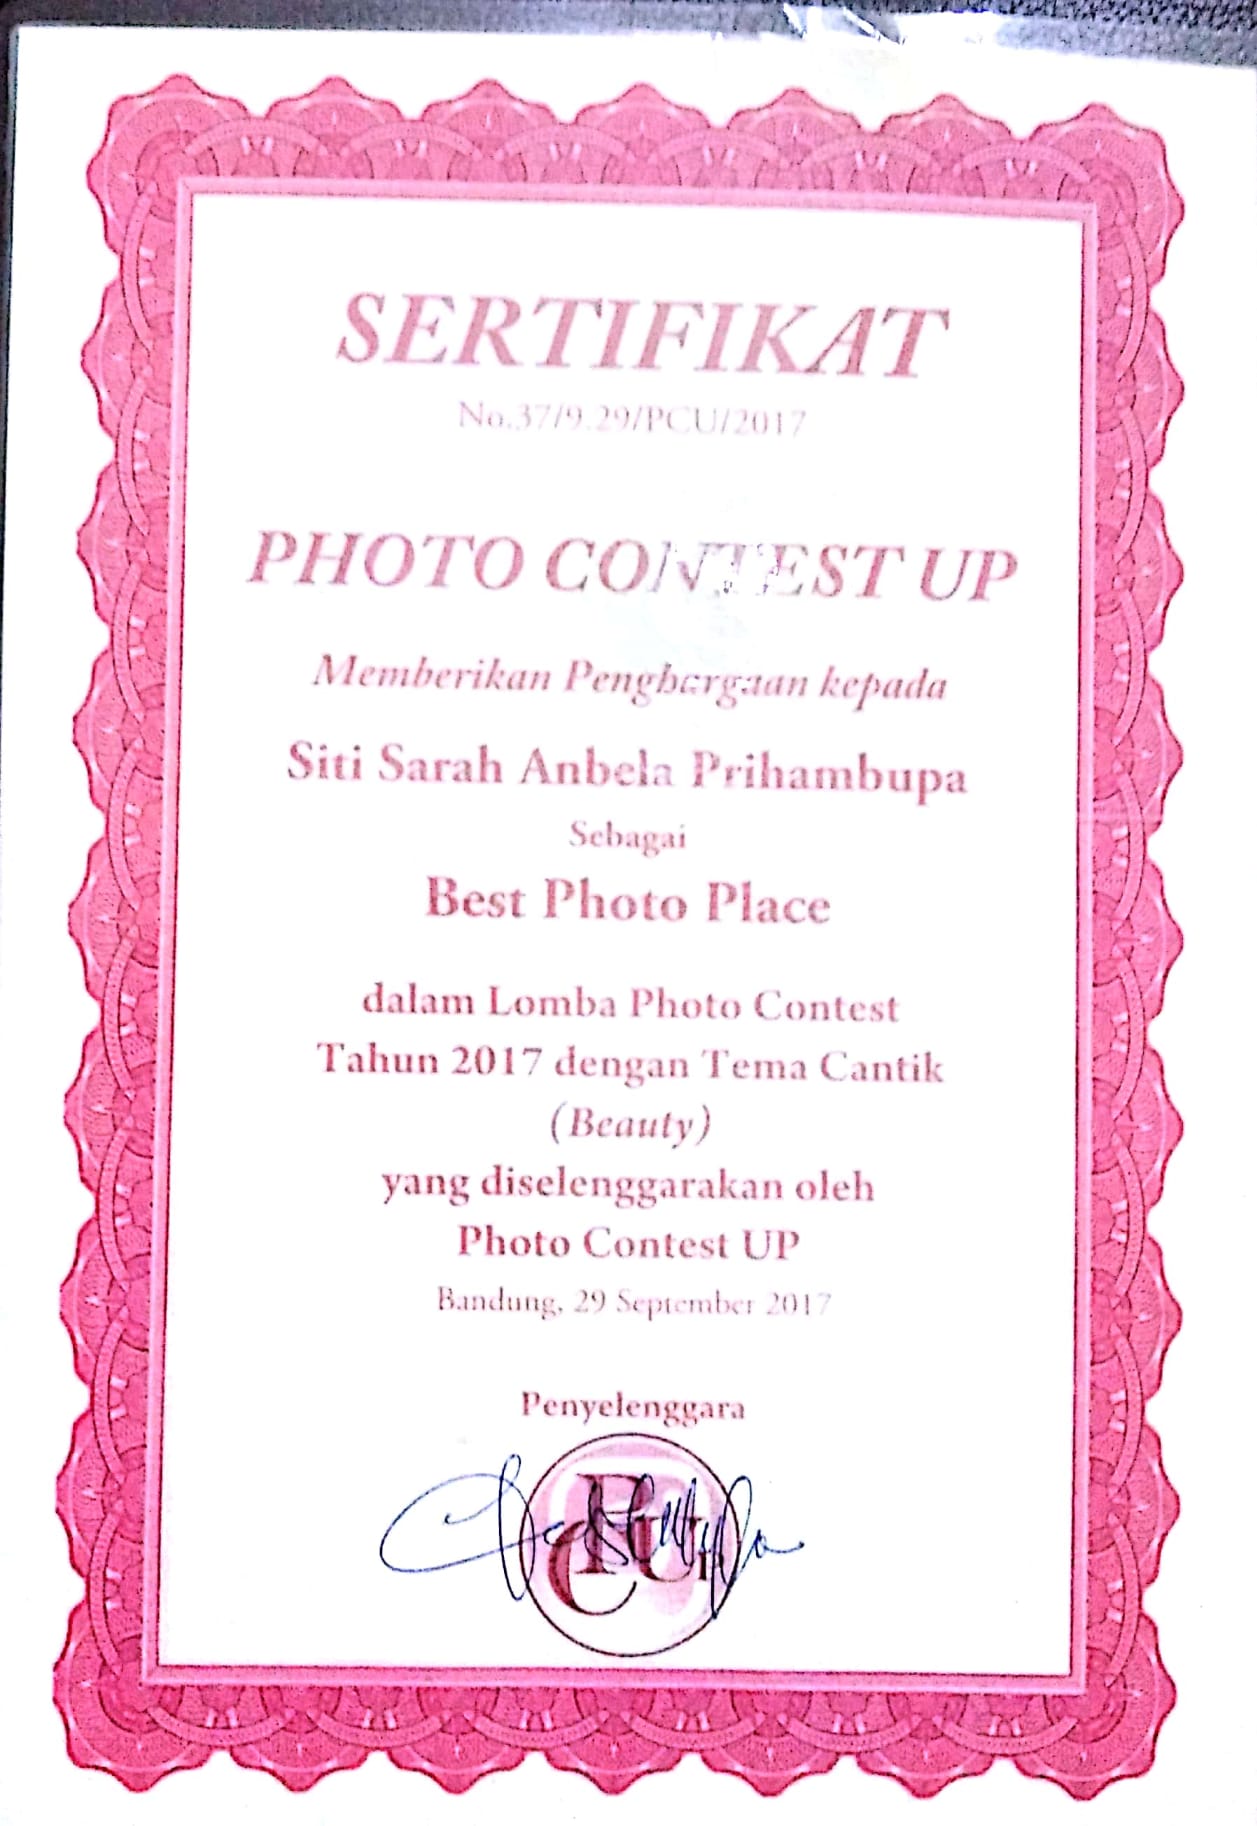 SERTIFIKAT
No.37/9.29/PCU/2017
PHOTO CONTEST UP
Memberikan Penghargaan kepada
Siti Sarah Anbela Prihambupa
Sebagai
Best Photo Place
dalam Lomba Photo Contest
Tahun 2017 dengan Tema Cantik
(Beauty)
yang diselenggarakan oleh
Photo Contest UP
Bandung, 29 September 2017
Penyelenggara